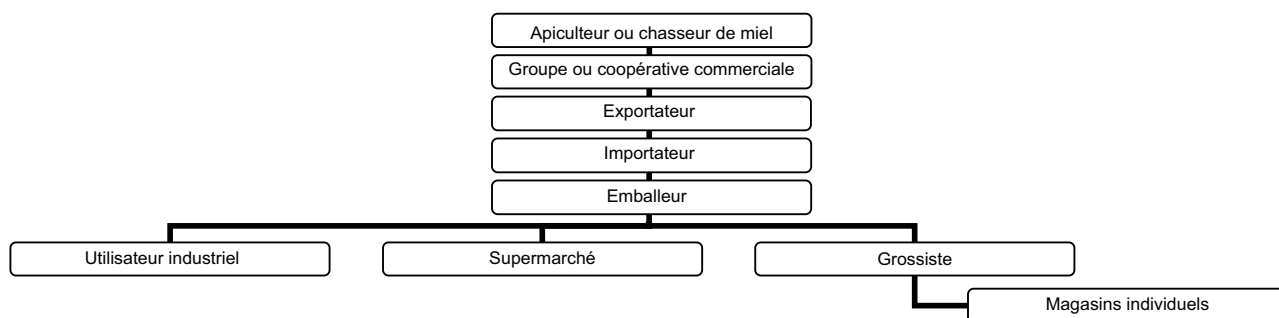 Apiculteur ou chasseur de miel
Groupe ou coopérative commerciale
Exportateur
Importateur
Emballeur
Utilisateur industriel
Supermarché
Grossiste
Magasins individuels